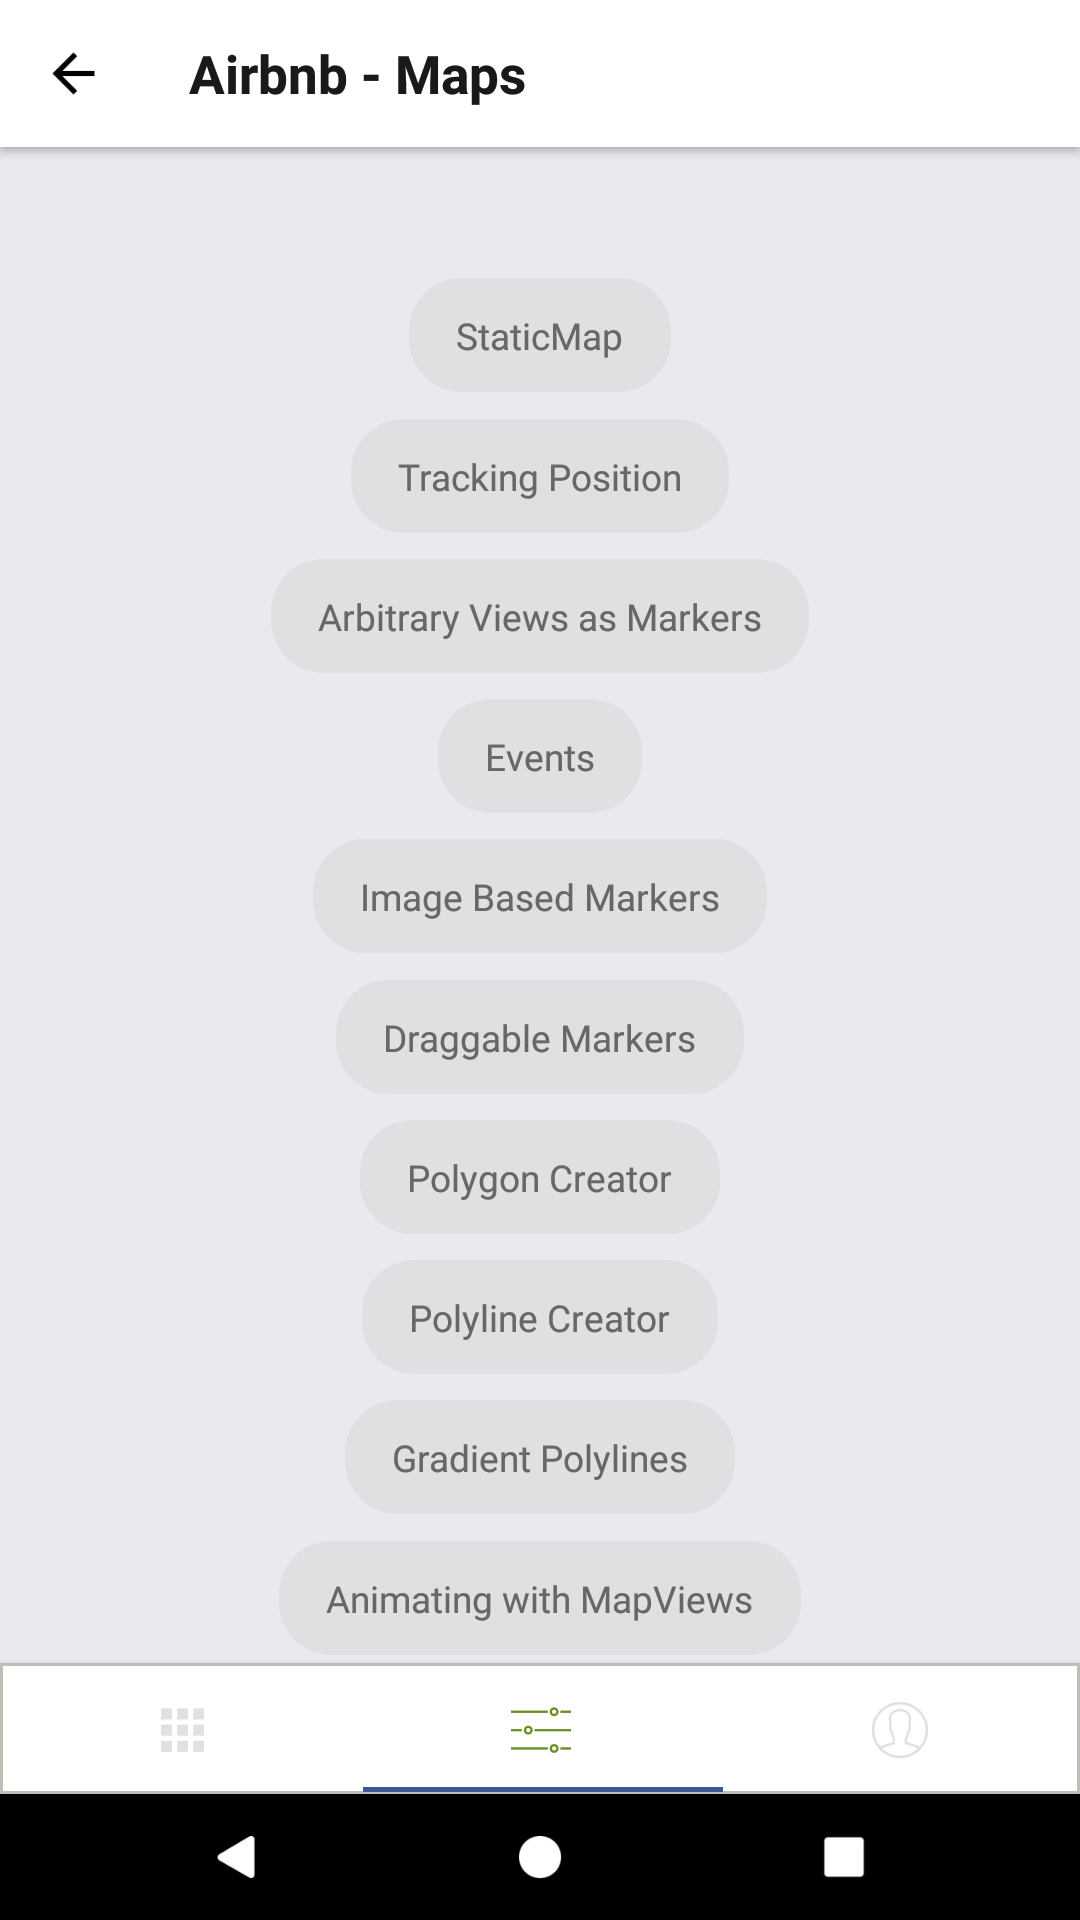 Airbnb - Maps
StaticMap
Tracking Position
Arbitrary Views as Markers
Events
Image Based Markers
Draggable Markers
Polygon Creator
Polyline Creator
Gradient Polylines
Animating with MapViews